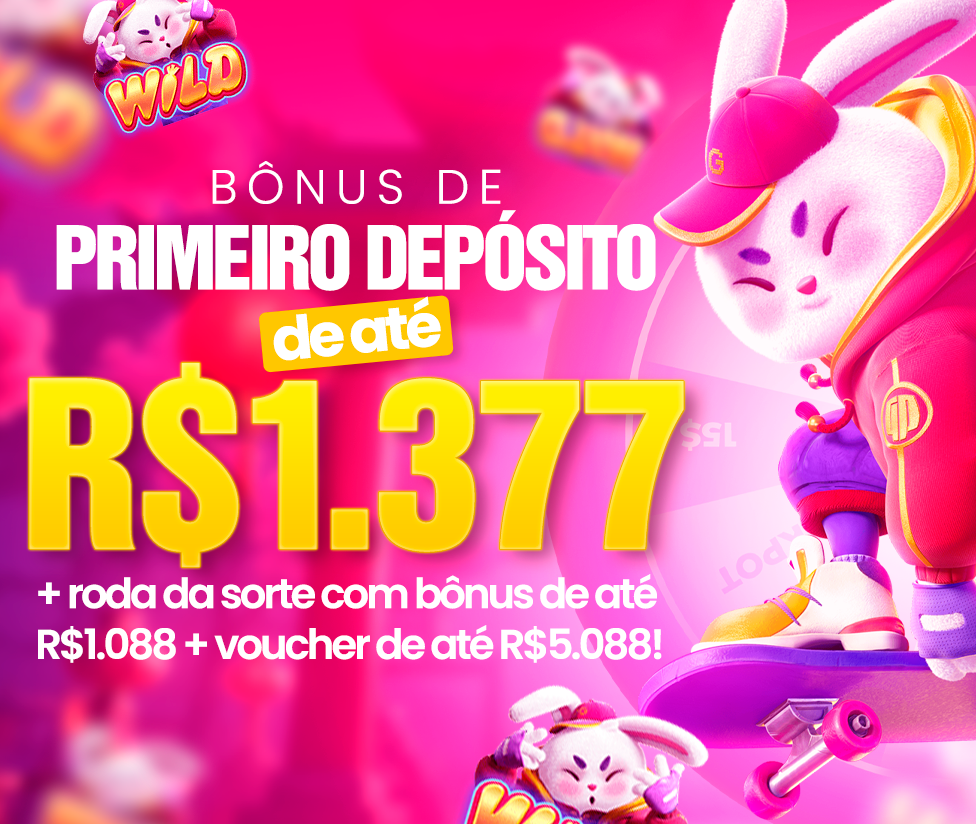 WILD
BÔNUS DE
G
PRIMEIRO DEPÓSITO
de até
R$1.377
15$
+ roda da sorte com bônus de até
R$1.088 + voucher de até R$5.088!